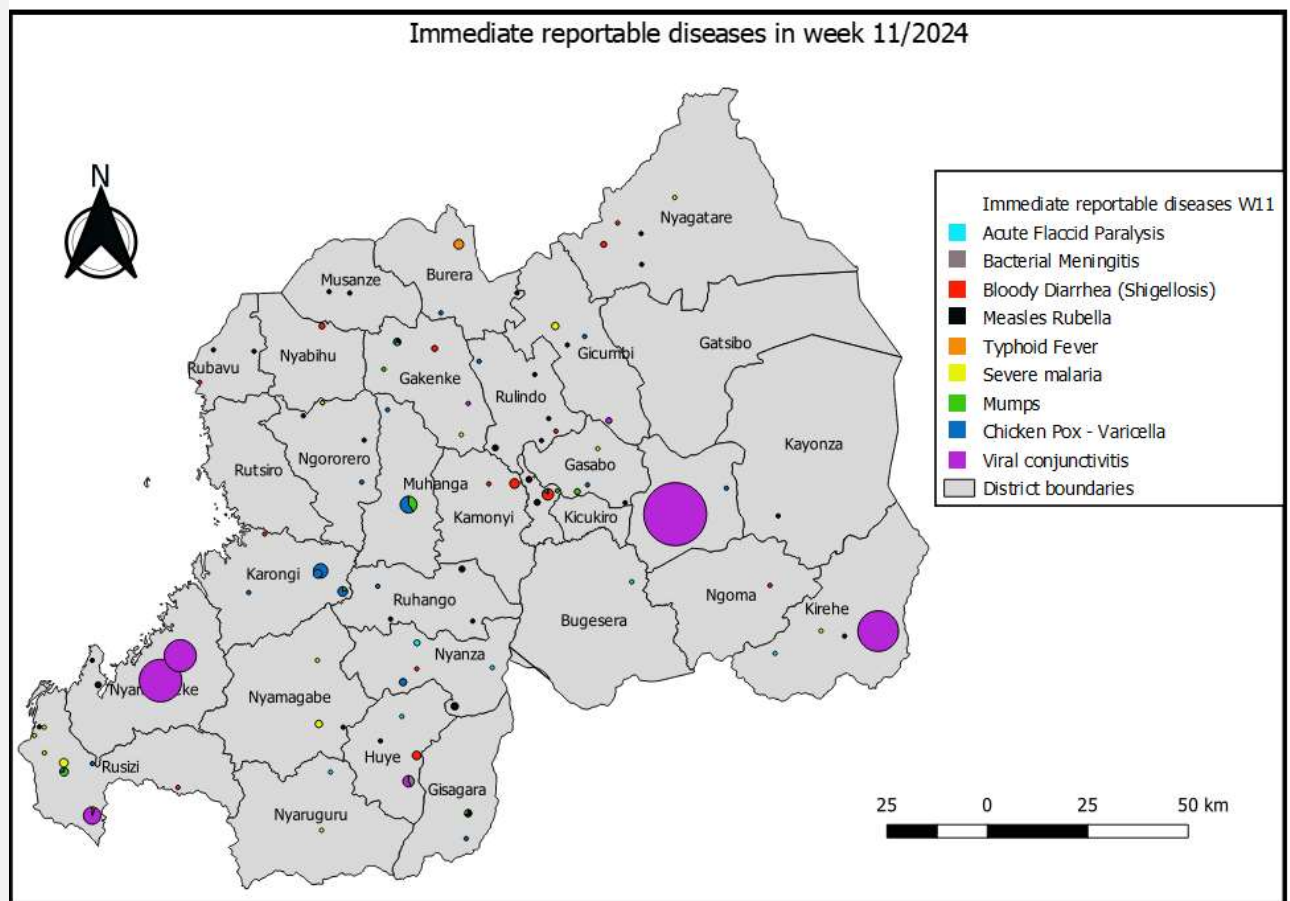 Immediate reportable diseases in week 11/2024
N
Nyagatare
Musanze
Burera
Gatsibo
Nyabihu
Gicumbi
Rubavu
Gakenke
Rulindo
Kayonza
Gasabo
Rutsiro
Ngororero
Muhanga
Kamonyi
Kicukiro
Karongi
Ruhango
Ngoma
Kirehe
Bugesera
Nyanza
Nyamagabe
Huye
Rusizi
Gisagara
Nyaruguru
Immediate reportable diseases W11
Acute Flaccid Paralysis
Bacterial Meningitis
Bloody Diarrhea (Shigellosis)
Measles Rubella
Typhoid Fever
Severe malaria
Mumps
Chicken Pox - Varicella
Viral conjunctivitis
District boundaries
25 0 25 50 km